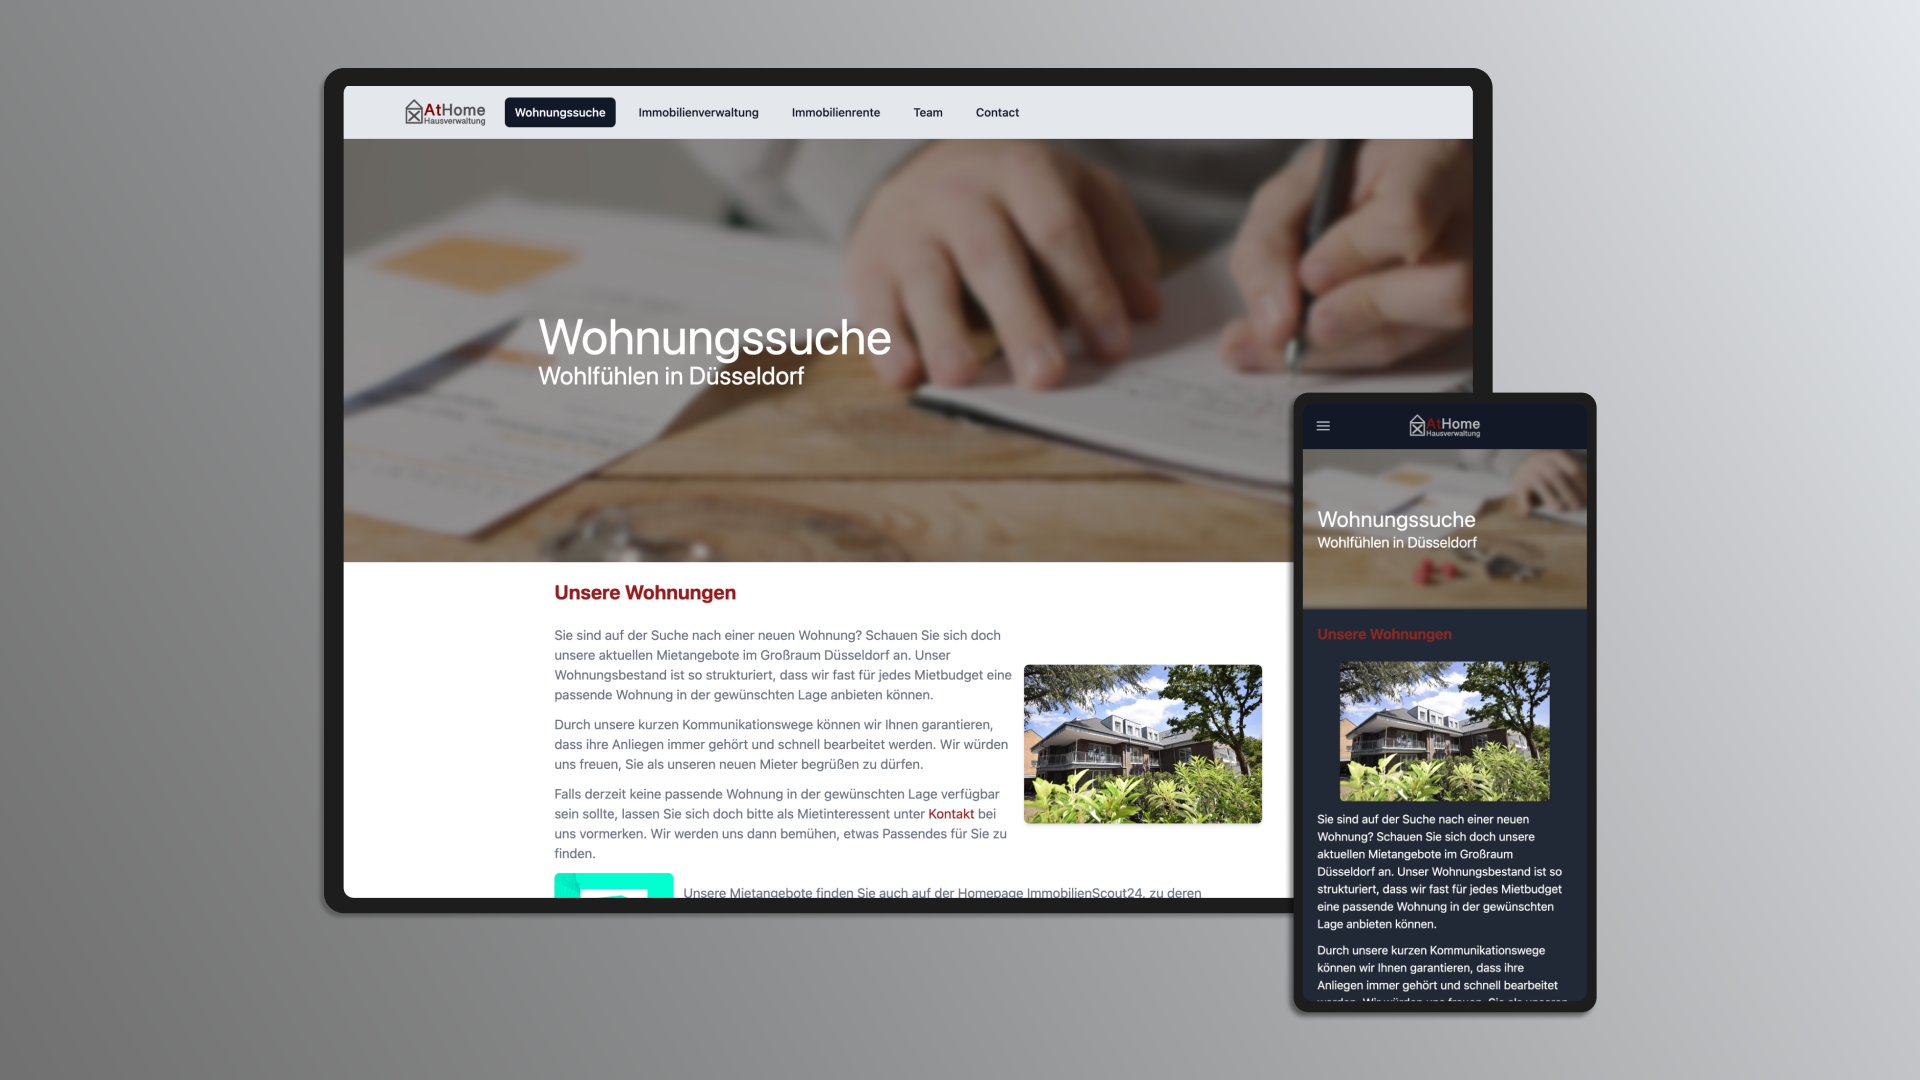 AtHome
Hausverwaltung
Wohnungssuche
Immobilienverwaltung
Immobilienrente
Team
Contact
Wohnungssuche
Wohlfühlen in Düsseldorf
Unsere Wohnungen
Sie sind auf der Suche nach einer neuen Wohnung? Schauen Sie sich doch
unsere aktuellen Mietangebote im Großraum Düsseldorf an. Unser
Wohnungsbestand ist so strukturiert, dass wir fast für jedes Mietbudget eine
passende Wohnung in der gewünschten Lage anbieten können.
Durch unsere kurzen Kommunikationswege können wir Ihnen garantieren,
dass ihre Anliegen immer gehört und schnell bearbeitet werden. Wir würden
uns freuen, Sie als unseren neuen Mieter begrüßen zu dürfen.
Falls derzeit keine passende Wohnung in der gewünschten Lage verfügbar
sein sollte, lassen Sie sich doch bitte als Mietinteressent unter Kontakt bei
uns vormerken. Wir werden uns dann bemühen, etwas Passendes für Sie zu
finden.
Unsere Mietangebote finden Sie auch auf der Homepage ImmobilienScout24, zu deren
AtHome
Hausverwaltung
Wohnungssuche
Wohlfühlen in Düsseldorf
Unsere Wohnungen
Sie sind auf der Suche nach einer neuen
Wohnung? Schauen Sie sich doch unsere
aktuellen Mietangebote im Großraum
Düsseldorf an. Unser Wohnungsbestand ist so
strukturiert, dass wir fast für jedes Mietbudget
eine passende Wohnung in der gewünschten
Lage anbieten können.
Durch unsere kurzen Kommunikationswege
können wir Ihnen garantieren, dass ihre
Anliegen immer gehört und schnell bearbeitet
werden. Wir würden uns freuen, Sie als unseren